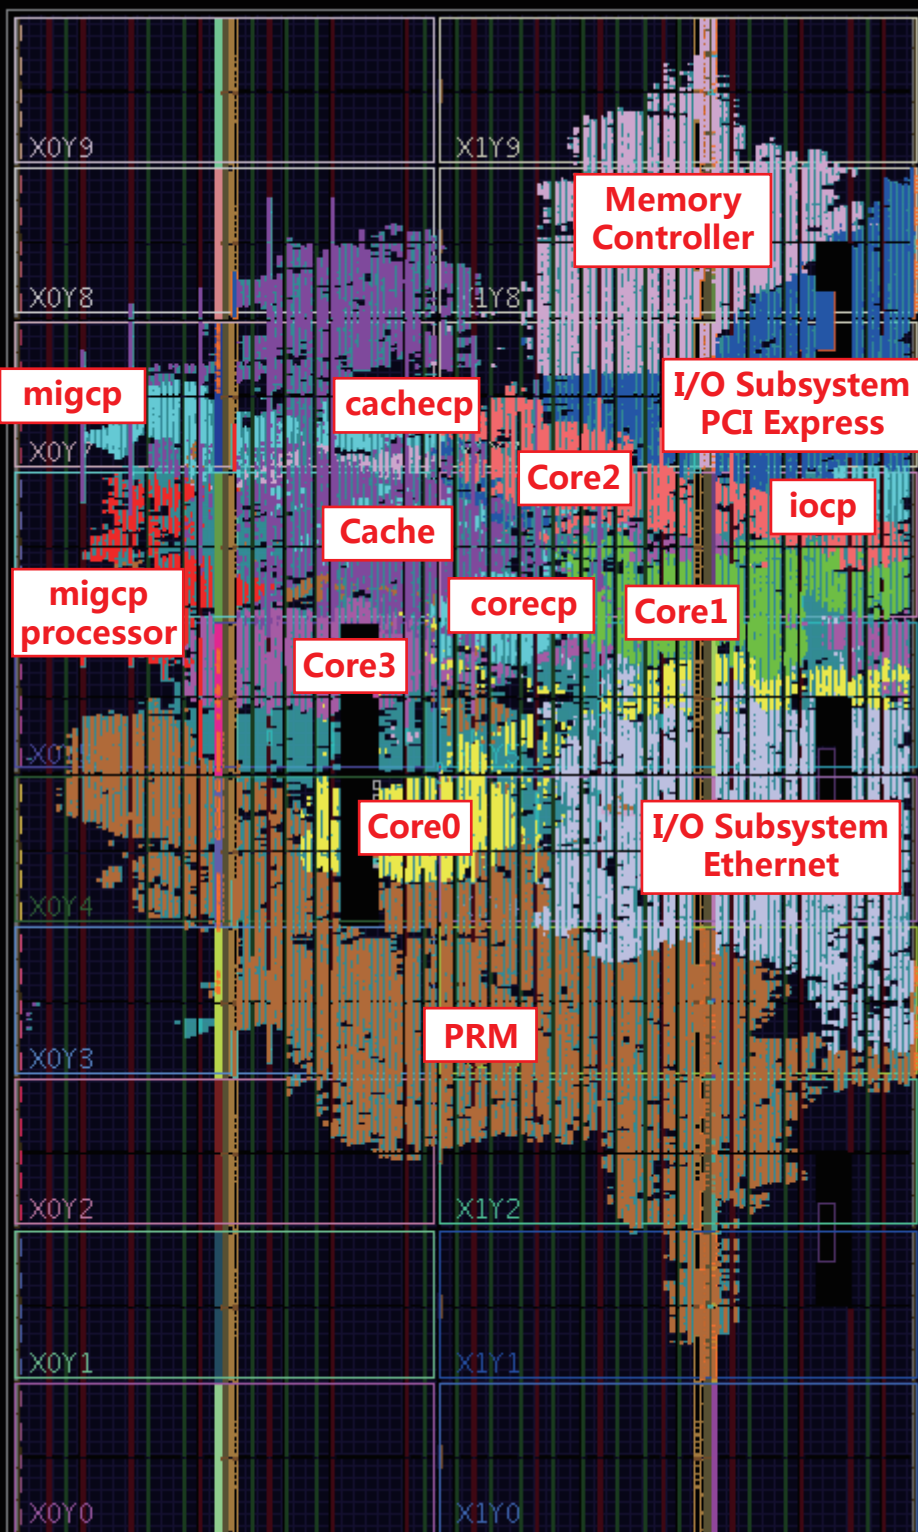 X0Y9
X1Y9
Memory
Controller
X0Y8
X1Y8
migcp
cachecp
I/O Subsystem
PCI Express
Core2
iocp
Cache
migcp
processor
corecp
Core1
Core3
Core0
I/O Subsystem
Ethernet
X0Y4
PRM
X0Y3
X0Y2
X1Y2
X0Y1
X1Y1
X0Y0
X1Y0